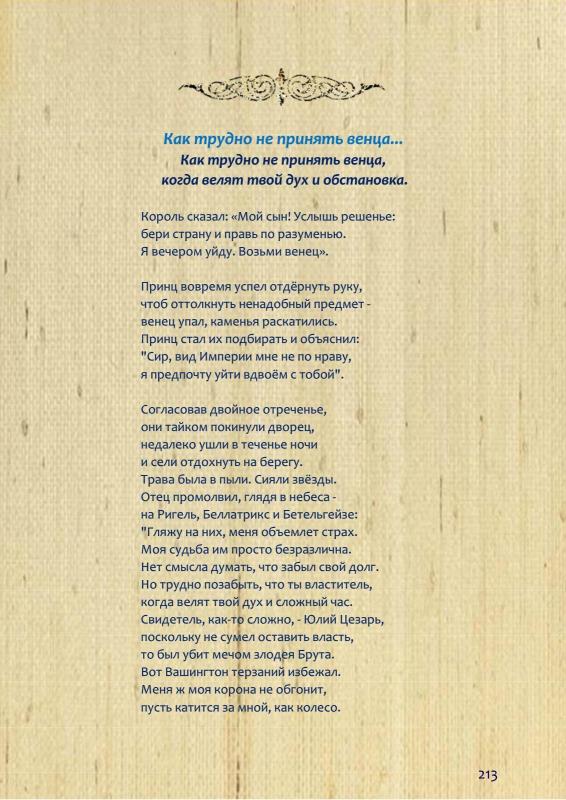 Как трудно не принять венца...
Как трудно не принять венца,
когда велят твой дух и обстановка.
Король сказал: «Мой сын! Услышь решенье:
бери страну и правь по разуменью.
Я вечером уйду. Возьми венец».
Принц вовремя успел отдёрнуть руку,
чтоб оттолкнуть ненадобный предмет -
венец упал, каменья раскатились.
Принц стал их подбирать и объяснил:
"Сир, вид Империи мне не по нраву,
я предпочту уйти вдвоём с тобой".
Согласовав двойное отреченье,
они тайком покинули дворец,
недалеко ушли в теченье ночи
и сели отдохнуть на берегу.
Трава была в пыли. Сияли звёзды.
Отец промолвил, глядя в небеса -
на Ригель, Беллатрикс и Бетельгейзе:
"Гляжу на них, меня объемлет страх.
Моя судьба им просто безразлична.
Нет смысла думать, что забыл свой долг.
Но трудно позабыть, что ты властитель,
когда велят твой дух и сложный час.
Свидетель, как-то сложно, - Юлий Цезарь,
поскольку не сумел оставить власть,
то был убит мечом злодея Брута.
Вот Вашингтон терзаний избежал.
Меня ж моя корона не обгонит,
пусть катится за мной, как колесо.
213